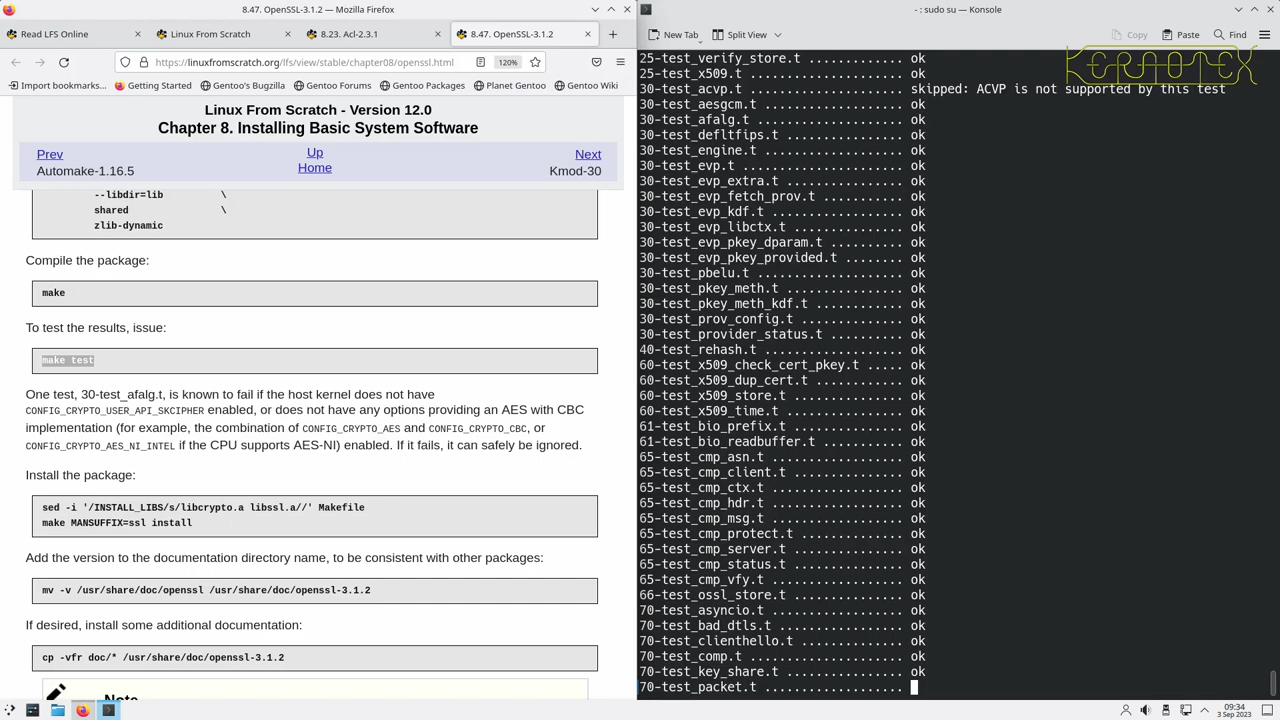 8.47. OpenSSL-3.1.2 — Mozilla Firefox
Read LFS Online
Linux From Scratch
8.23. Acl-2.3.1
8.47. OpenSSL-3.1.2
https://linuxfromscratch.org/lfs/view/stable/chapter08/openssl.html
120%
Import bookmarks...
Getting Started
Gentoo's Bugzilla
Gentoo Forums
Gentoo Packages
Planet Gentoo
Gentoo Wiki
Linux From Scratch - Version 12.0
Chapter 8. Installing Basic System Software
Prev
Up
Next
Automake-1.16.5
Home
Kmod-30
--libdir=lib \
shared \
zlib-dynamic
Compile the package:
make
To test the results, issue:
make test
One test, 30-test_afalg.t, is known to fail if the host kernel does not have
CONFIG_CRYPTO_USER_API_SKCIPHER enabled, or does not have any options providing an AES with CBC
implementation (for example, the combination of CONFIG_CRYPTO_AES and CONFIG_CRYPTO_CBC, or
CONFIG_CRYPTO_AES_NI_INTEL if the CPU supports AES-NI) enabled. If it fails, it can safely be ignored.
Install the package:
sed -i '/INSTALL_LIBS/s/libcrypto.a libssl.a//' Makefile
make MANSUFFIX=ssl install
Add the version to the documentation directory name, to be consistent with other packages:
mv -v /usr/share/doc/openssl /usr/share/doc/openssl-3.1.2
If desired, install some additional documentation:
cp -vfr doc/* /usr/share/doc/openssl-3.1.2
Note
- : sudo su — Konsole
New Tab
Split View
Copy
Paste
Find
KERNOTEX
25-test_verify_store.t ............. ok
25-test_x509.t ..................... ok
30-test_acvp.t ..................... skipped: ACVP is not supported by this test
30-test_aesgcm.t ................... ok
30-test_afalg.t .................... ok
30-test_defltfips.t ................ ok
30-test_engine.t ................... ok
30-test_evp.t ...................... ok
30-test_evp_extra.t ................ ok
30-test_evp_fetch_prov.t ........... ok
30-test_evp_kdf.t .................. ok
30-test_evp_libctx.t ............... ok
30-test_evp_pkey_dparam.t .......... ok
30-test_evp_pkey_provided.t ........ ok
30-test_pbelu.t .................... ok
30-test_pkey_meth.t ................ ok
30-test_pkey_meth_kdf.t ............ ok
30-test_prov_config.t .............. ok
30-test_provider_status.t .......... ok
40-test_rehash.t ................... ok
60-test_x509_check_cert_pkey.t ..... ok
60-test_x509_dup_cert.t ............ ok
60-test_x509_store.t ............... ok
60-test_x509_time.t ................ ok
61-test_bio_prefix.t ............... ok
61-test_bio_readbuffer.t ........... ok
65-test_cmp_asn.t .................. ok
65-test_cmp_client.t ............... ok
65-test_cmp_ctx.t .................. ok
65-test_cmp_hdr.t .................. ok
65-test_cmp_msg.t .................. ok
65-test_cmp_protect.t .............. ok
65-test_cmp_server.t ............... ok
65-test_cmp_status.t ............... ok
65-test_cmp_vfy.t .................. ok
66-test_ossl_store.t ............... ok
70-test_asyncio.t .................. ok
70-test_bad_dtls.t ................. ok
70-test_clienthello.t .............. ok
70-test_comp.t ..................... ok
70-test_key_share.t ................ ok
70-test_packet.t ...................
09:34
3 Sep 2023